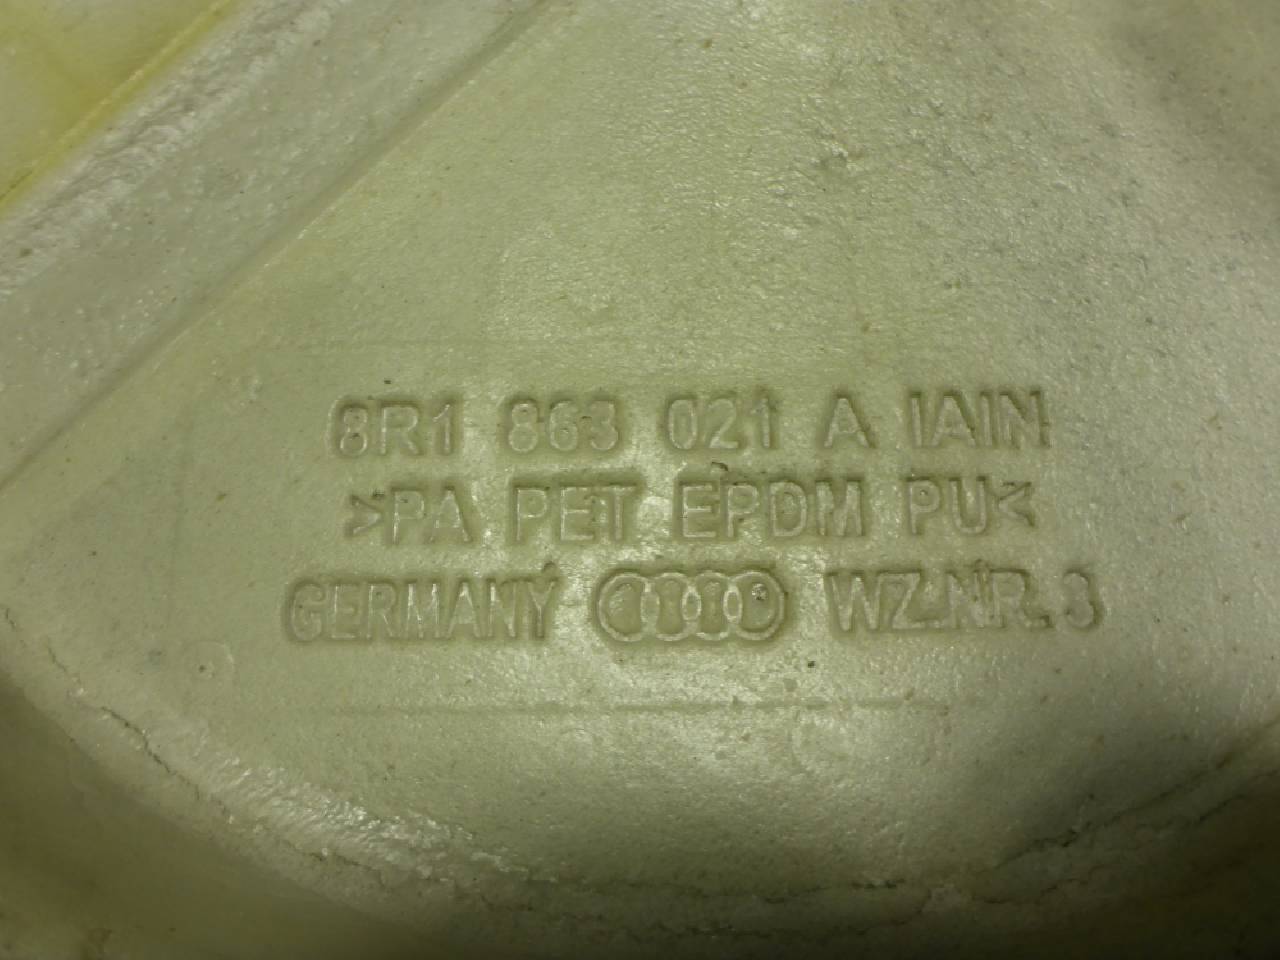 8R1 863 021 A IAIN
>PA PET EPDM PU<
GERMANY WZ.NR. 3